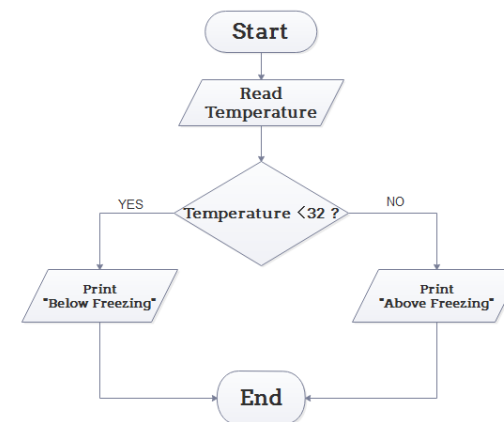 Start
Read
Temperature
Temperature <32 ?
YES
NO
Print
"Below Freezing"
Print
"Above Freezing"
End